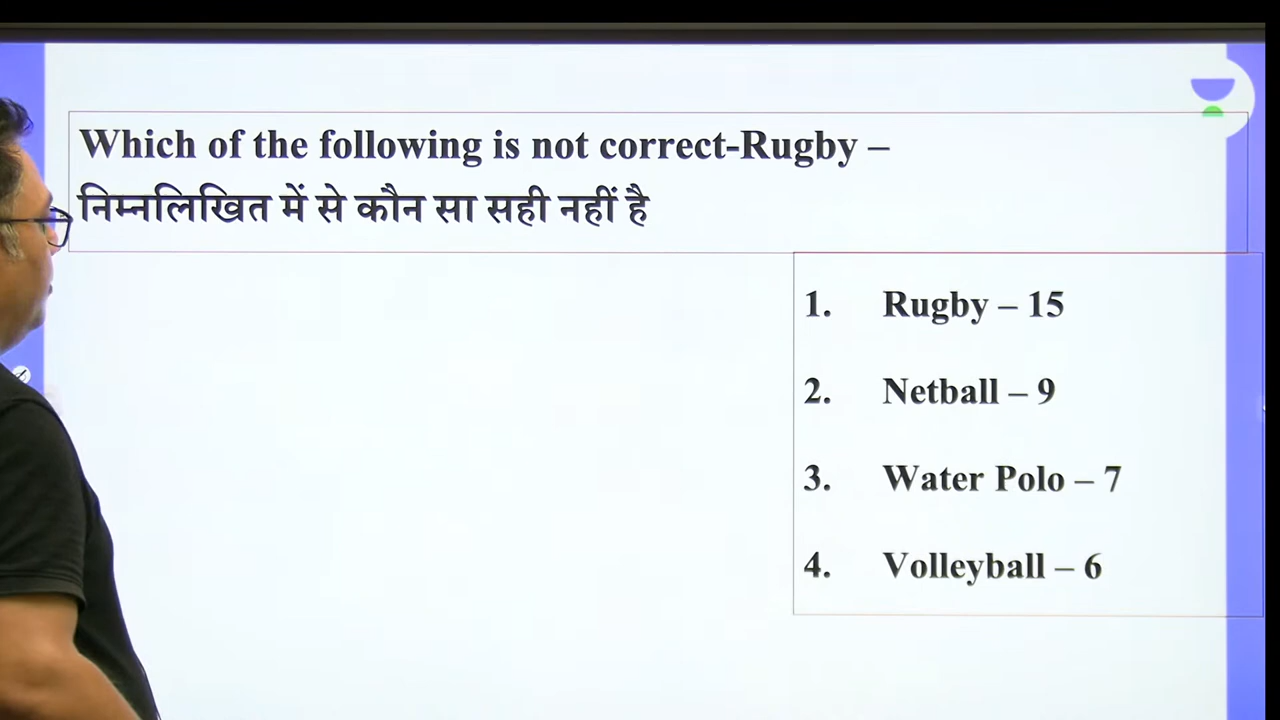 Which of the following is not correct-Rugby –
निम्नलिखित में से कौन सा सही नहीं है
1. Rugby – 15
2. Netball – 9
3. Water Polo – 7
4. Volleyball – 6